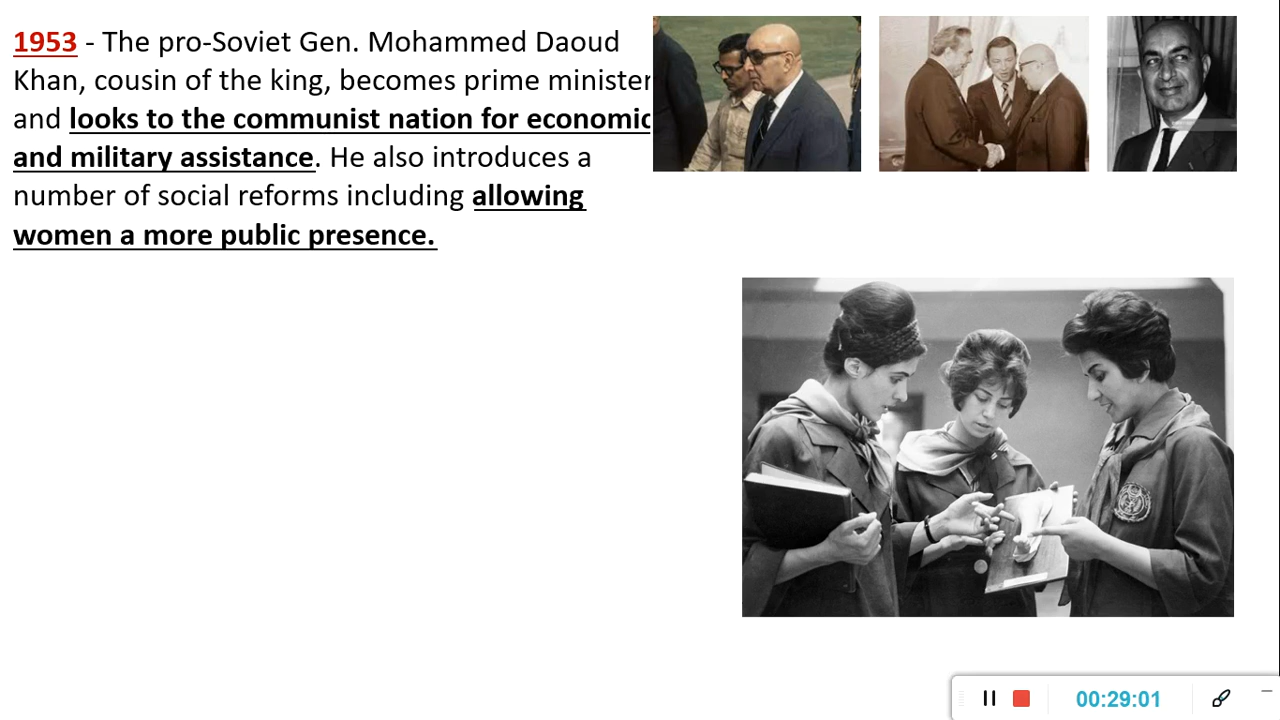 1953 - The pro-Soviet Gen. Mohammed Daoud
Khan, cousin of the king, becomes prime minister
and looks to the communist nation for economic
and military assistance. He also introduces a
number of social reforms including allowing
women a more public presence.
00:29:01